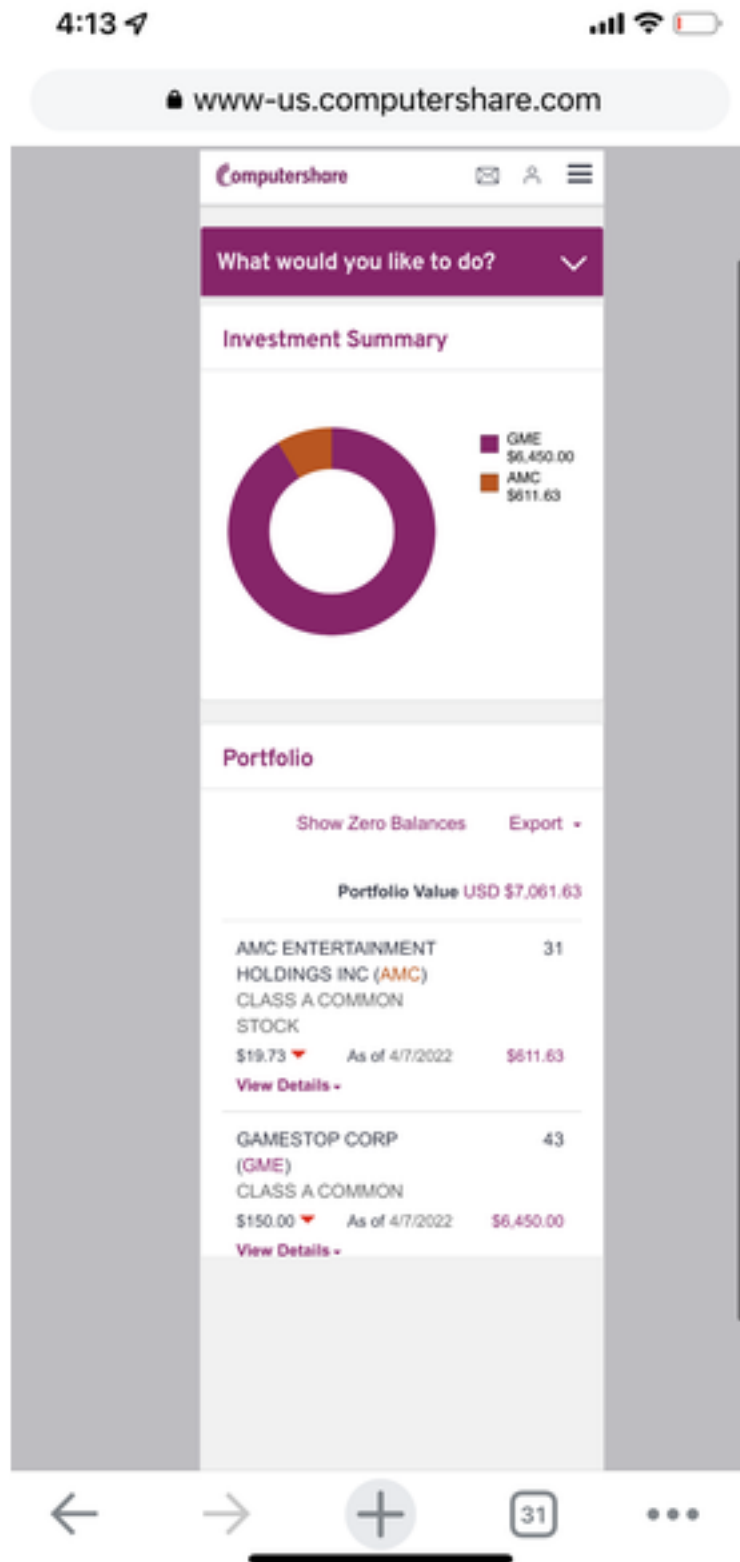 4:13
www-us.computershare.com
Computershare
What would you like to do?
Investment Summary
GME
$6,450.00
AMC
$611.63
Portfolio
Show Zero Balances Export
Portfolio Value USD $7,061.63
AMC ENTERTAINMENT 31
HOLDINGS INC (AMC)
CLASS A COMMON
STOCK
$19.73 As of 4/7/2022 $611.63
View Details
GAMESTOP CORP 43
(GME)
CLASS A COMMON
$150.00 As of 4/7/2022 $6,450.00
View Details
31